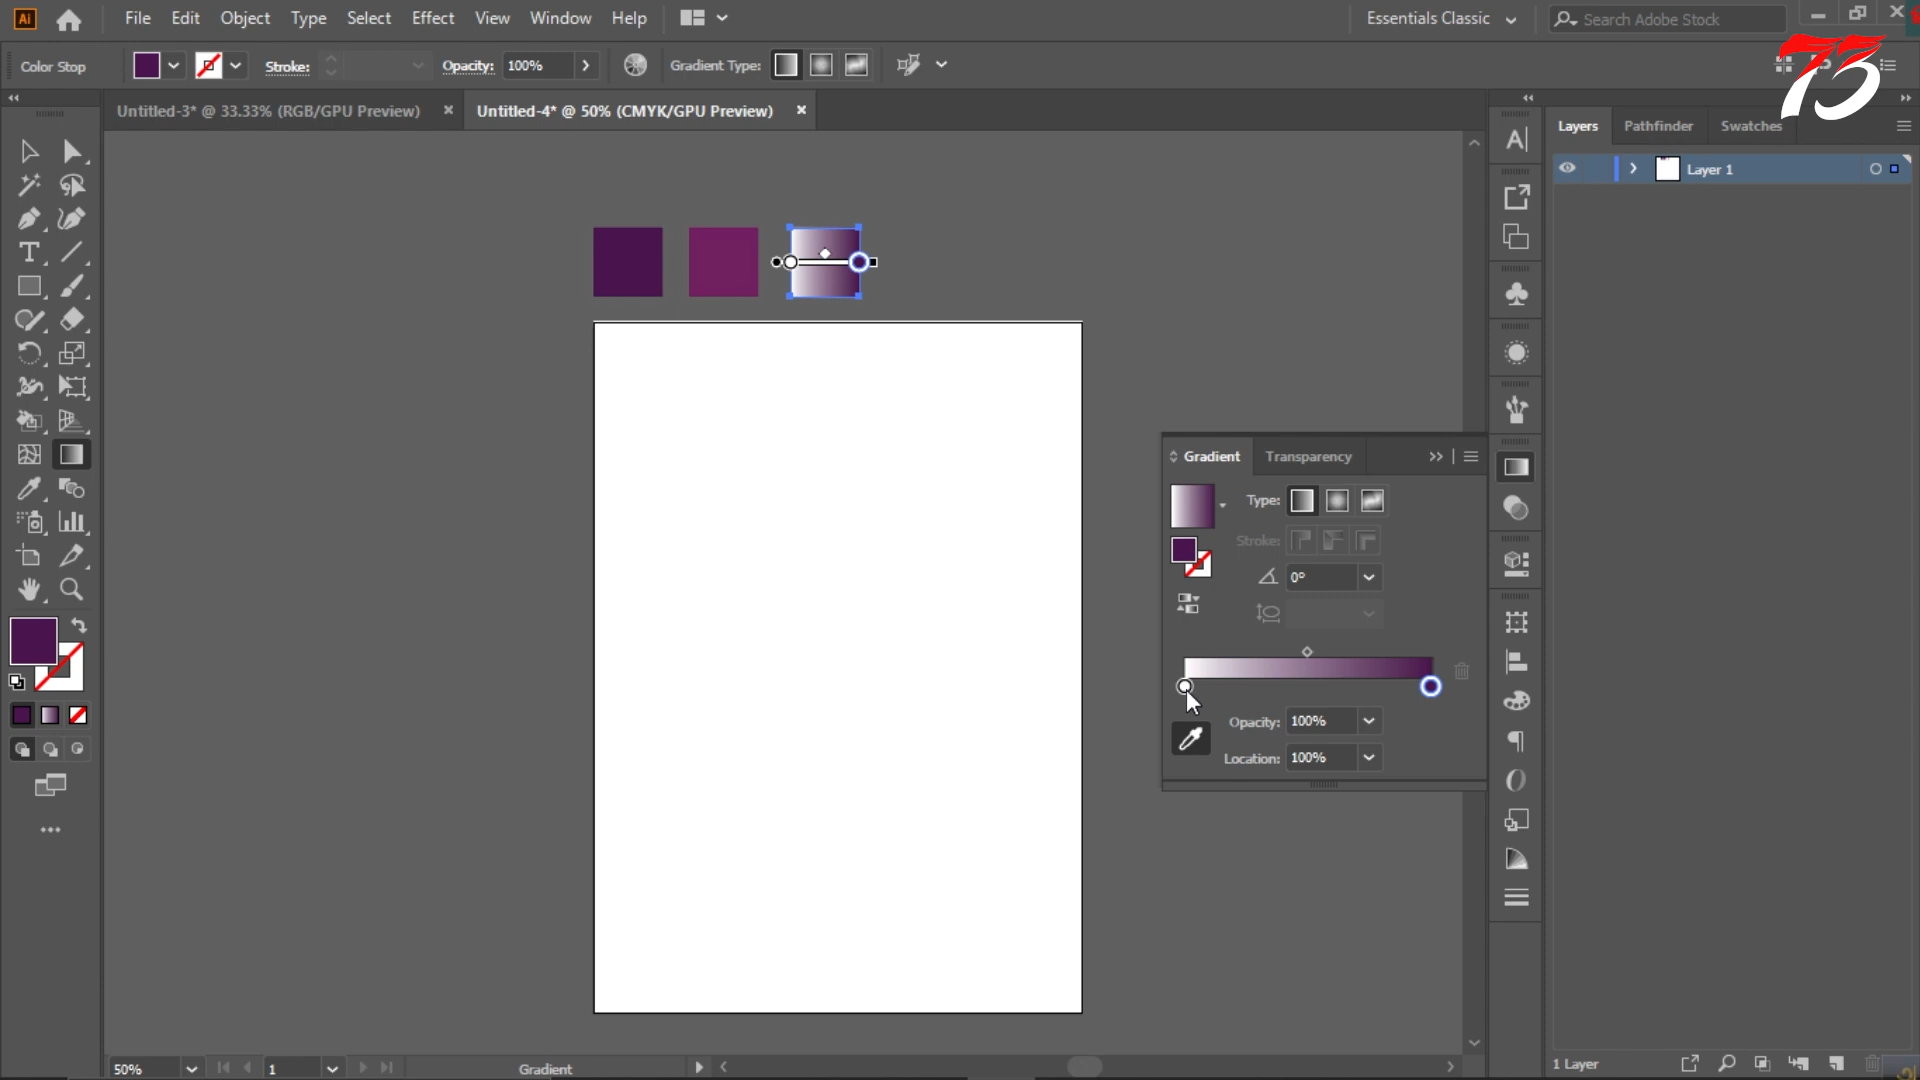 Ai File Edit Object Type Select Effect View Window Help Essentials Classic Search Adobe Stock
73
Color Stop Stroke: Opacity: 100% Gradient Type:
Untitled-3* @ 33.33% (RGB/GPU Preview) Untitled-4* @ 50% (CMYK/GPU Preview)
Layers Pathfinder Swatches
Layer 1
Gradient Transparency
Type:
Stroke:
0°
Opacity: 100%
Location: 100%
50% 1 Gradient
1 Layer